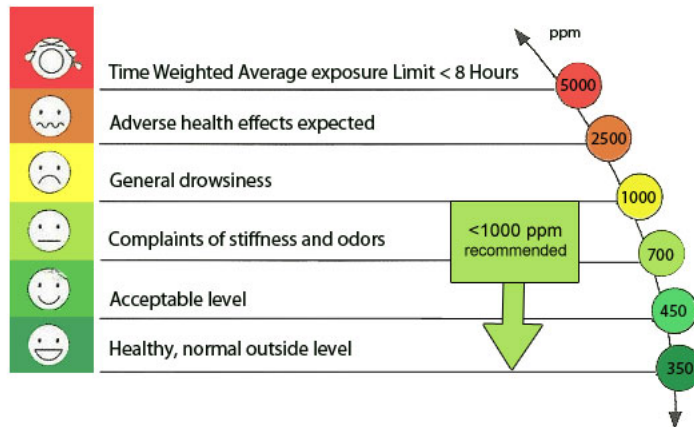 ppm
Time Weighted Average exposure Limit < 8 Hours
5000
Adverse health effects expected
2500
General drowsiness
1000
<1000 ppm
recommended
Complaints of stiffness and odors
700
Acceptable level
450
Healthy, normal outside level
350